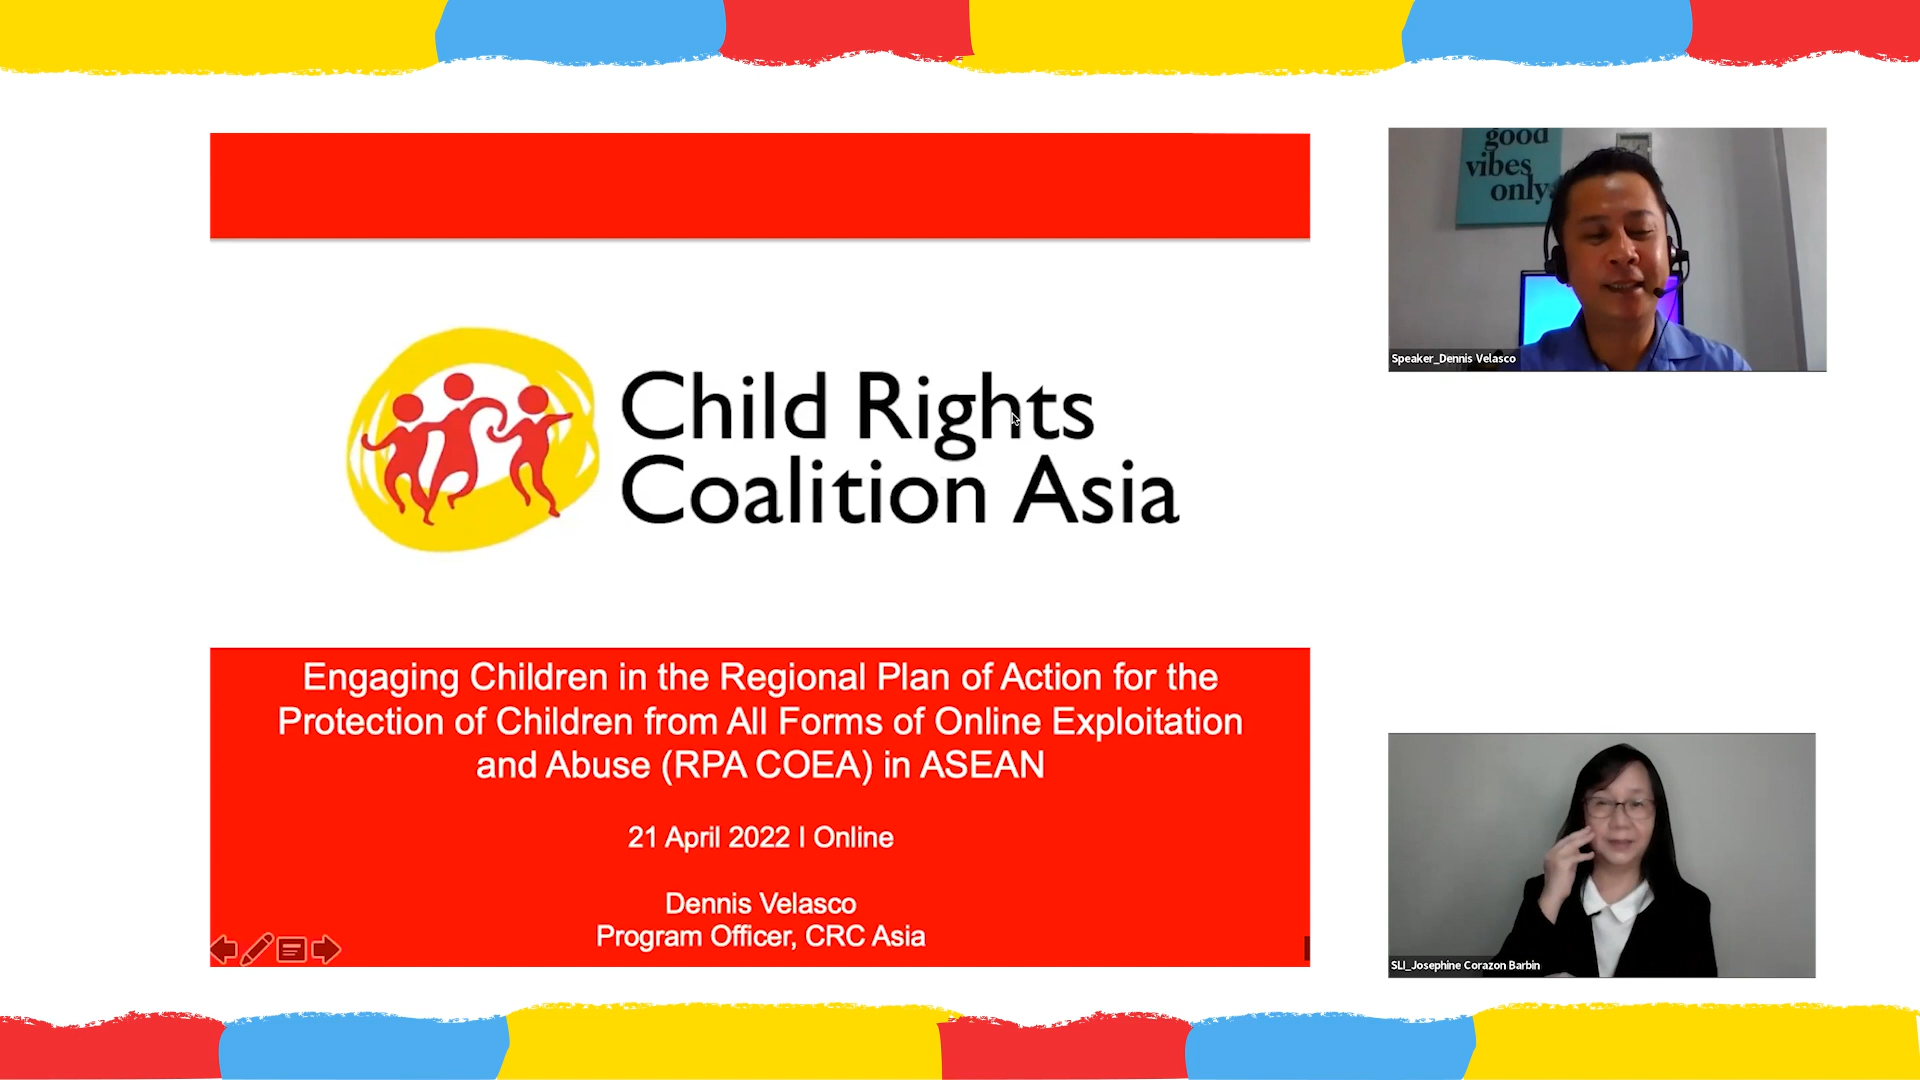 Child Rights
Coalition Asia
Engaging Children in the Regional Plan of Action for the
Protection of Children from All Forms of Online Exploitation
and Abuse (RPA COEA) in ASEAN
21 April 2022 I Online
Dennis Velasco
Program Officer, CRC Asia
good
vibes
only.
Speaker_Dennis Velasco
SLI_Josephine Corazon Barbin